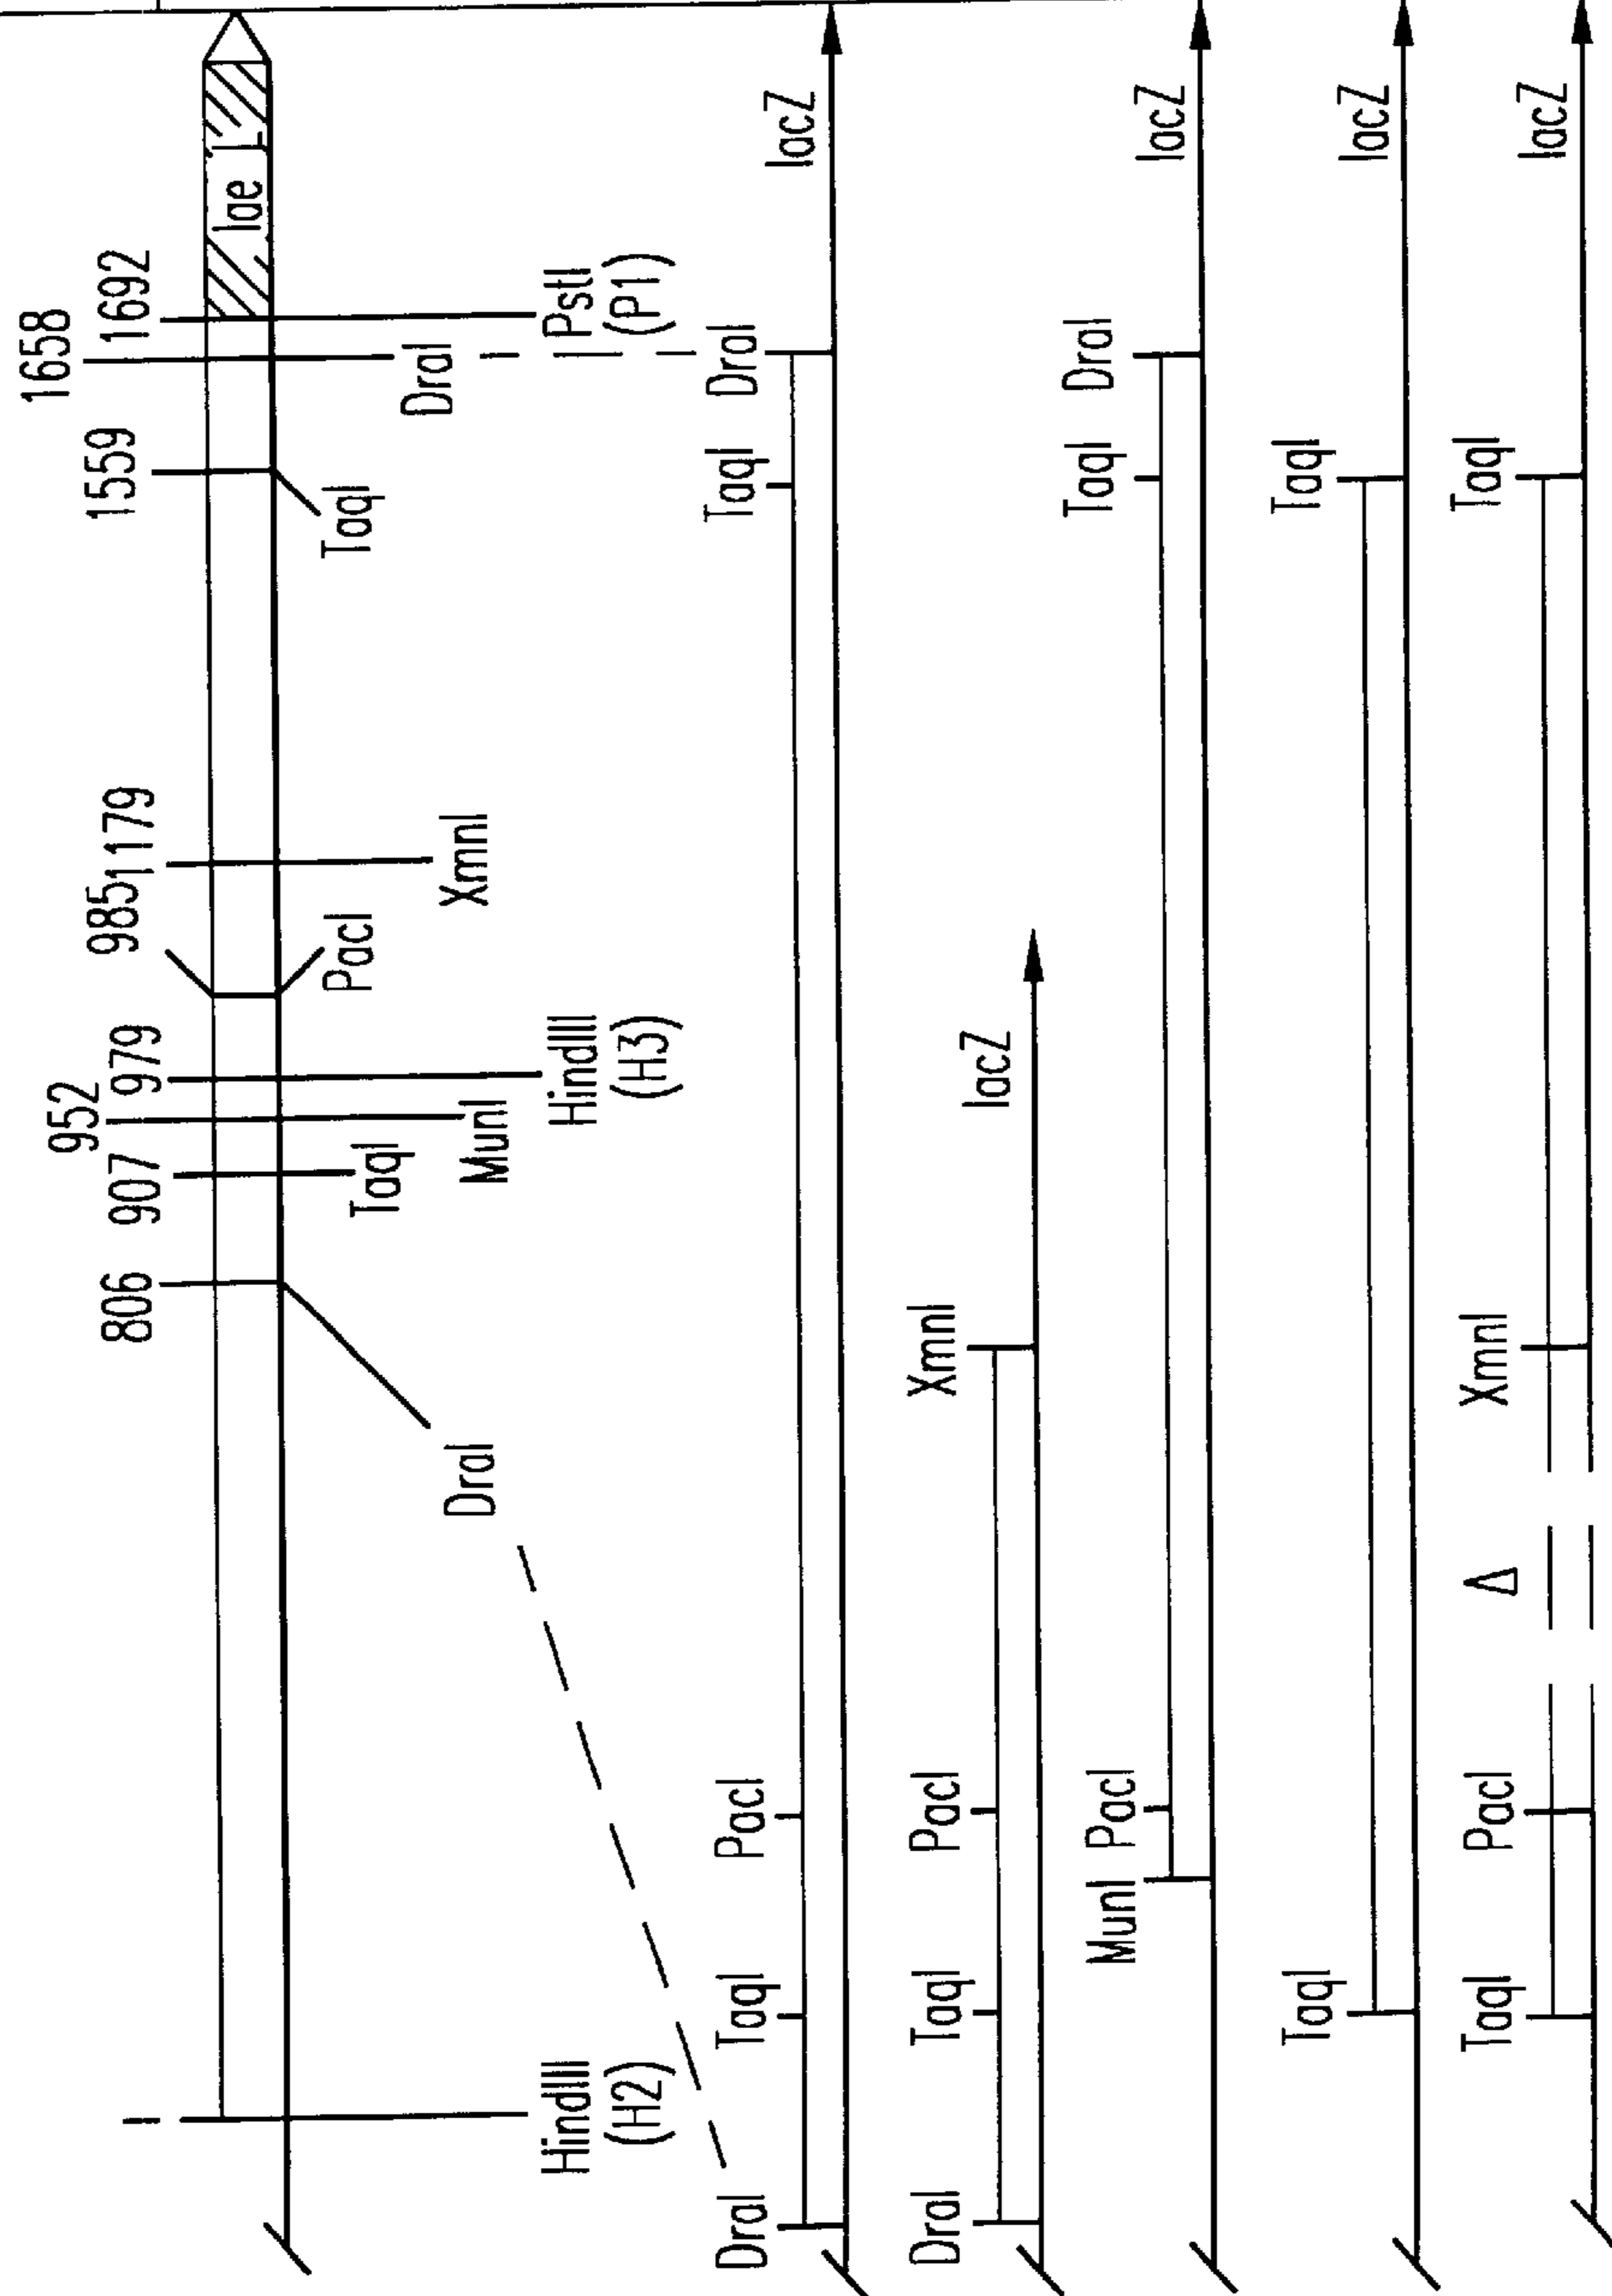 952 1658
1 806 907 979 985 1179 1559 1692
lae L
TaqI PacI TaqI
DraI MunI XmnI DraI
HindIII HindIII PstI
(H2) (H3) (P1)
DraI TaqI PacI TaqI DraI
lacZ
DraI TaqI PacI XmnI
lacZ
MunI PacI TaqI DraI
lacZ
TaqI TaqI
lacZ
TaqI PacI Δ XmnI TaqI
lacZ